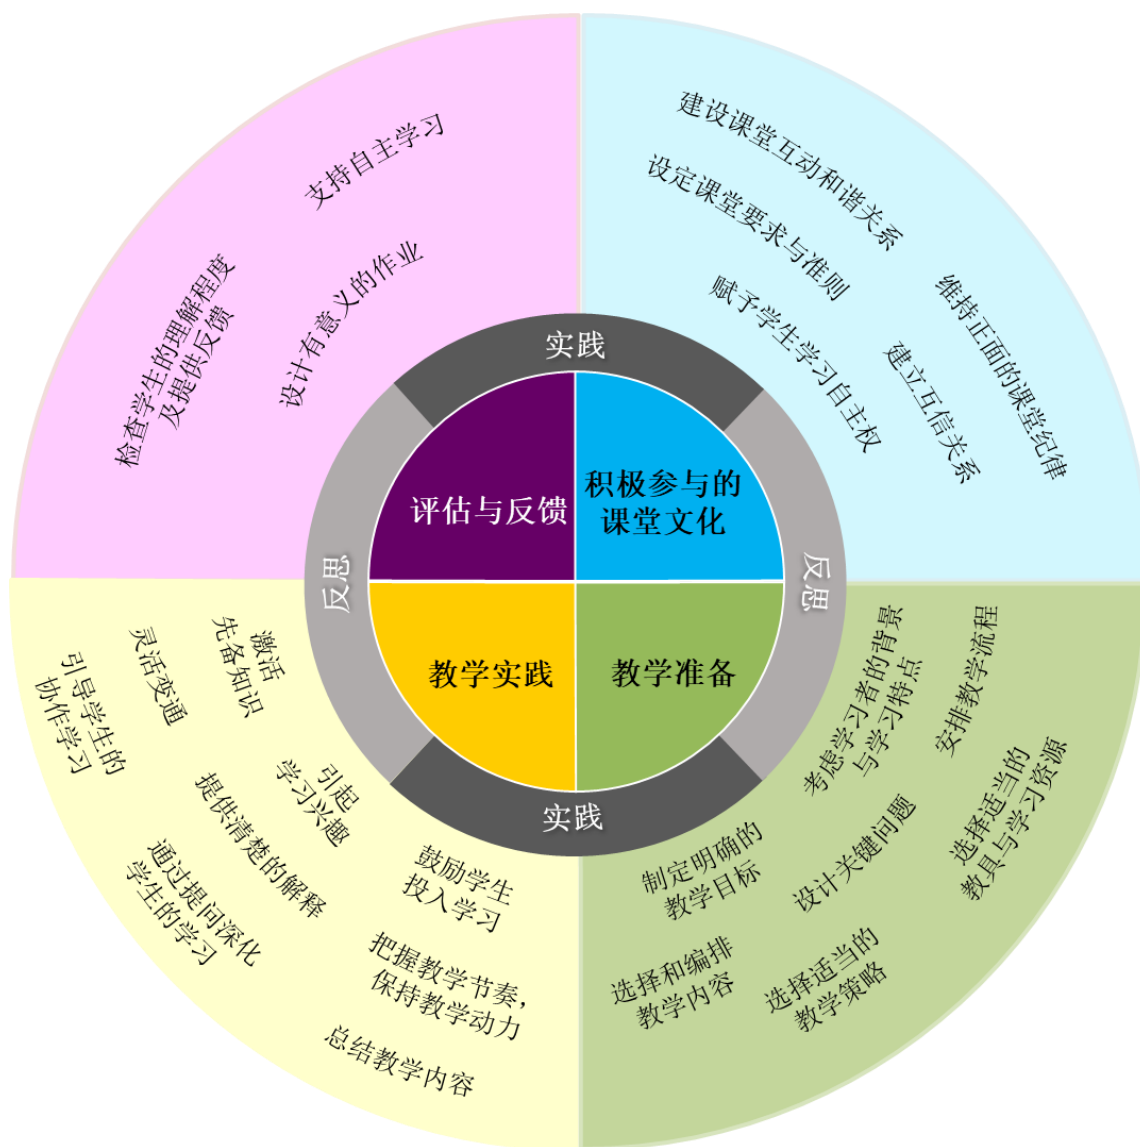 支持自主学习
设计有意义的作业
检查学生的理解程度
及提供反馈
建设课堂互动和谐关系
设定课堂要求与准则
赋予学生学习自主权
维持正面的课堂纪律
建立互信关系
实践
反思
评估与反馈
积极参与的
课堂文化
反思
教学实践
教学准备
实践
激活
先备知识
灵活变通
引导学生的
协作学习
引起
学习兴趣
提供清楚的解释
通过提问深化
学生的学习
鼓励学生
投入学习
把握教学节奏，
保持教学动力
总结教学内容
考虑学习者的背景
与学习特点
安排教学流程
选择适当的
教具与学习资源
设计关键问题
制定明确的
教学目标
选择和编排
教学内容
选择适当的
教学策略